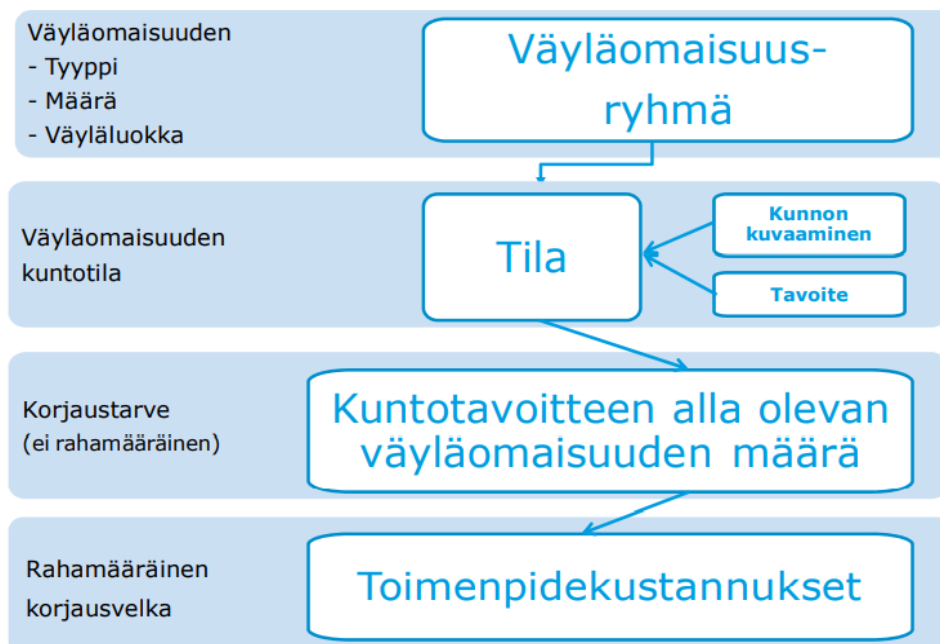 Väyläomaisuuden
- Tyyppi
- Määrä
- Väyläluokka
Väyläomaisuus-
ryhmä
Väyläomaisuuden
kuntotila
Tila
Kunnon
kuvaaminen
Tavoite
Korjaustarve
(ei rahamääräinen)
Kuntotavoitteen alla olevan
väyläomaisuuden määrä
Rahamääräinen
korjausvelka
Toimenpidekustannukset